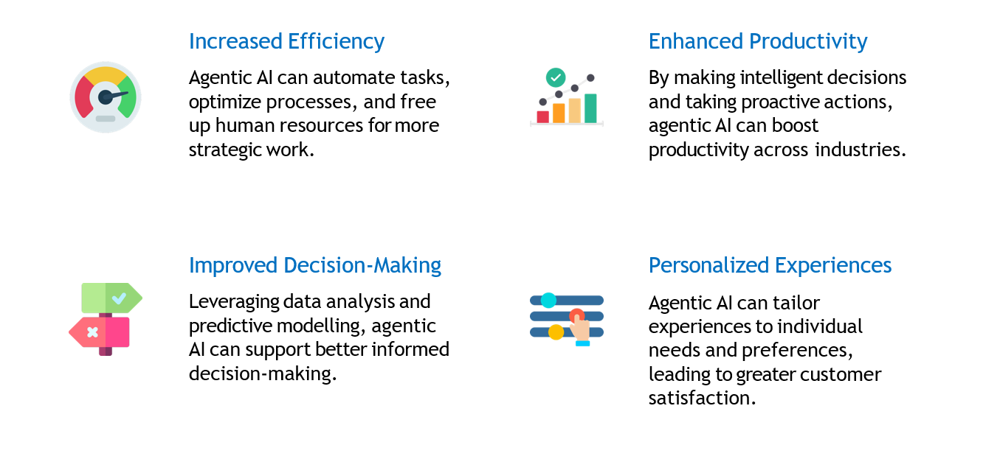 Increased Efficiency
Agentic AI can automate tasks,
optimize processes, and free
up human resources for more
strategic work.
Enhanced Productivity
By making intelligent decisions
and taking proactive actions,
agentic AI can boost
productivity across industries.
Improved Decision-Making
Leveraging data analysis and
predictive modelling, agentic
AI can support better informed
decision-making.
Personalized Experiences
Agentic AI can tailor
experiences to individual
needs and preferences,
leading to greater customer
satisfaction.